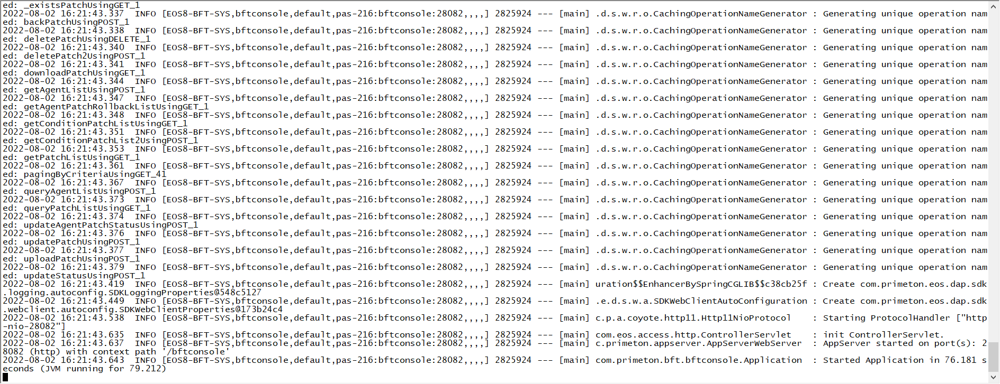 ed: _existsPatchUsingGET_1
2022-08-02 16:21:43.337  INFO [EOS8-BFT-SYS,bftconsole,default,pas-216:bftconsole:28082,,,,] 2825924 --- [main] .d.s.w.r.o.CachingOperationNameGenerator : Generating unique operation nam
ed: backPatchUsingPOST_1
2022-08-02 16:21:43.338  INFO [EOS8-BFT-SYS,bftconsole,default,pas-216:bftconsole:28082,,,,] 2825924 --- [main] .d.s.w.r.o.CachingOperationNameGenerator : Generating unique operation nam
ed: deletePatchUsingDELETE_1
2022-08-02 16:21:43.340  INFO [EOS8-BFT-SYS,bftconsole,default,pas-216:bftconsole:28082,,,,] 2825924 --- [main] .d.s.w.r.o.CachingOperationNameGenerator : Generating unique operation nam
ed: deletePatch2UsingPOST_1
2022-08-02 16:21:43.341  INFO [EOS8-BFT-SYS,bftconsole,default,pas-216:bftconsole:28082,,,,] 2825924 --- [main] .d.s.w.r.o.CachingOperationNameGenerator : Generating unique operation nam
ed: downloadPatchUsingGET_1
2022-08-02 16:21:43.344  INFO [EOS8-BFT-SYS,bftconsole,default,pas-216:bftconsole:28082,,,,] 2825924 --- [main] .d.s.w.r.o.CachingOperationNameGenerator : Generating unique operation nam
ed: getAgentListUsingPOST_1
2022-08-02 16:21:43.347  INFO [EOS8-BFT-SYS,bftconsole,default,pas-216:bftconsole:28082,,,,] 2825924 --- [main] .d.s.w.r.o.CachingOperationNameGenerator : Generating unique operation nam
ed: getAgentPatchRollbackListUsingGET_1
2022-08-02 16:21:43.348  INFO [EOS8-BFT-SYS,bftconsole,default,pas-216:bftconsole:28082,,,,] 2825924 --- [main] .d.s.w.r.o.CachingOperationNameGenerator : Generating unique operation nam
ed: getConditionPatchListUsingGET_1
2022-08-02 16:21:43.351  INFO [EOS8-BFT-SYS,bftconsole,default,pas-216:bftconsole:28082,,,,] 2825924 --- [main] .d.s.w.r.o.CachingOperationNameGenerator : Generating unique operation nam
ed: getConditionPatchList2UsingPOST_1
2022-08-02 16:21:43.353  INFO [EOS8-BFT-SYS,bftconsole,default,pas-216:bftconsole:28082,,,,] 2825924 --- [main] .d.s.w.r.o.CachingOperationNameGenerator : Generating unique operation nam
ed: getPatchListUsingGET_1
2022-08-02 16:21:43.361  INFO [EOS8-BFT-SYS,bftconsole,default,pas-216:bftconsole:28082,,,,] 2825924 --- [main] .d.s.w.r.o.CachingOperationNameGenerator : Generating unique operation nam
ed: pagingByCriteriaUsingGET_41
2022-08-02 16:21:43.367  INFO [EOS8-BFT-SYS,bftconsole,default,pas-216:bftconsole:28082,,,,] 2825924 --- [main] .d.s.w.r.o.CachingOperationNameGenerator : Generating unique operation nam
ed: queryAgentListUsingPOST_1
2022-08-02 16:21:43.373  INFO [EOS8-BFT-SYS,bftconsole,default,pas-216:bftconsole:28082,,,,] 2825924 --- [main] .d.s.w.r.o.CachingOperationNameGenerator : Generating unique operation nam
ed: queryPatchListUsingGET_1
2022-08-02 16:21:43.374  INFO [EOS8-BFT-SYS,bftconsole,default,pas-216:bftconsole:28082,,,,] 2825924 --- [main] .d.s.w.r.o.CachingOperationNameGenerator : Generating unique operation nam
ed: updateAgentPatchStatusUsingPOST_1
2022-08-02 16:21:43.376  INFO [EOS8-BFT-SYS,bftconsole,default,pas-216:bftconsole:28082,,,,] 2825924 --- [main] .d.s.w.r.o.CachingOperationNameGenerator : Generating unique operation nam
ed: updatePatchUsingPOST_1
2022-08-02 16:21:43.377  INFO [EOS8-BFT-SYS,bftconsole,default,pas-216:bftconsole:28082,,,,] 2825924 --- [main] .d.s.w.r.o.CachingOperationNameGenerator : Generating unique operation nam
ed: uploadPatchUsingPOST_1
2022-08-02 16:21:43.379  INFO [EOS8-BFT-SYS,bftconsole,default,pas-216:bftconsole:28082,,,,] 2825924 --- [main] .d.s.w.r.o.CachingOperationNameGenerator : Generating unique operation nam
ed: updateStatusUsingPOST_1
2022-08-02 16:21:43.419  INFO [EOS8-BFT-SYS,bftconsole,default,pas-216:bftconsole:28082,,,,] 2825924 --- [main] uration$$EnhancerBySpringCGLIB$$c38cb25f : Create com.primeton.eos.dap.sdk
.logging.autoconfig.SDKLoggingProperties@548c5127
2022-08-02 16:21:43.449  INFO [EOS8-BFT-SYS,bftconsole,default,pas-216:bftconsole:28082,,,,] 2825924 --- [main] .e.d.s.w.a.SDKWebClientAutoConfiguration : Create com.primeton.eos.dap.sdk
.webclient.autoconfig.SDKWebClientProperties@173b24c4
2022-08-02 16:21:43.538  INFO [EOS8-BFT-SYS,bftconsole,default,pas-216:bftconsole:28082,,,,] 2825924 --- [main] c.p.a.coyote.http11.Http11NioProtocol    : Starting ProtocolHandler ["http
-nio-28082"]
2022-08-02 16:21:43.635  INFO [EOS8-BFT-SYS,bftconsole,default,pas-216:bftconsole:28082,,,,] 2825924 --- [main] com.eos.access.http.ControllerServlet    : init ControllerServlet.
2022-08-02 16:21:43.637  INFO [EOS8-BFT-SYS,bftconsole,default,pas-216:bftconsole:28082,,,,] 2825924 --- [main] c.primeton.appserver.AppServerWebServer  : AppServer started on port(s): 2
8082 (http) with context path '/bftconsole'
2022-08-02 16:21:43.643  INFO [EOS8-BFT-SYS,bftconsole,default,pas-216:bftconsole:28082,,,,] 2825924 --- [main] com.primeton.bft.bftconsole.Application  : Started Application in 76.181 s
econds (JVM running for 79.212)